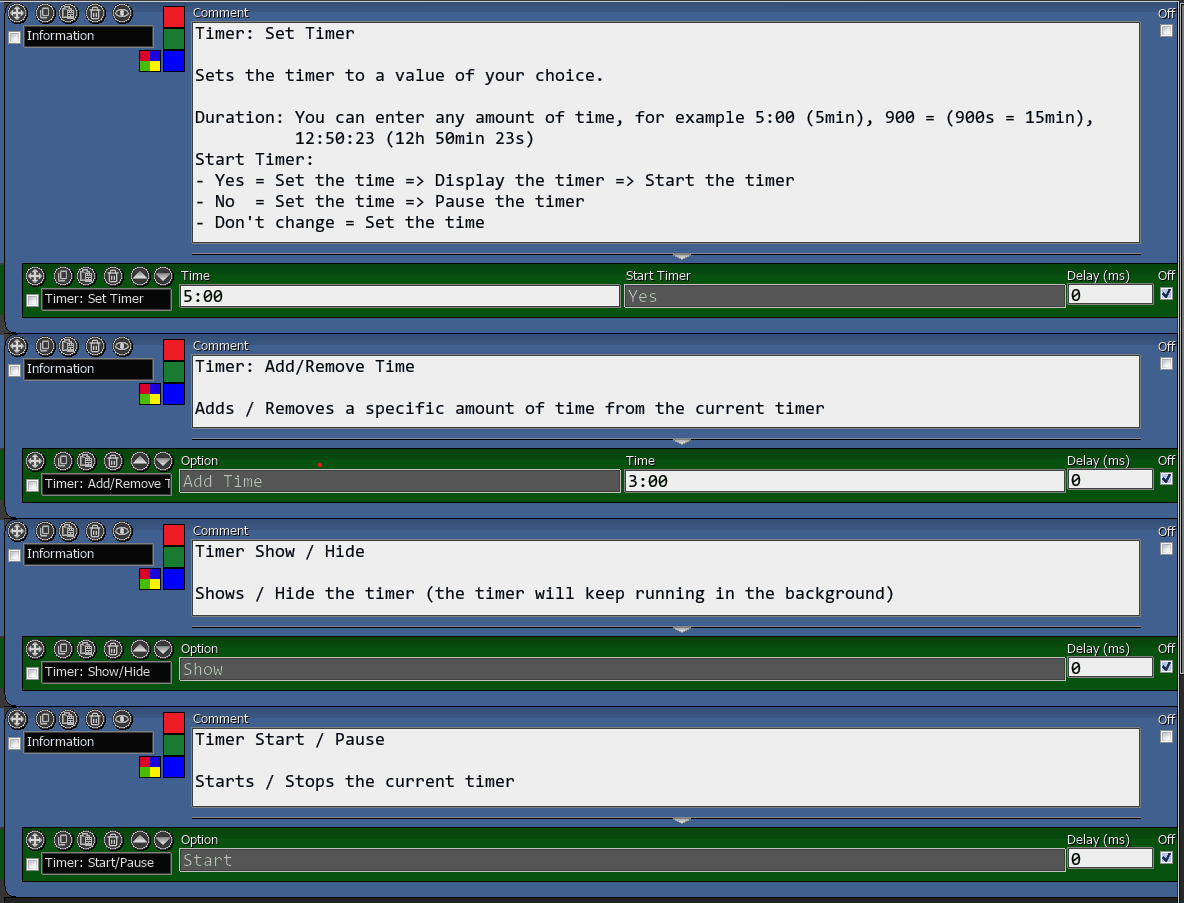 Comment
Off
Information
Timer: Set Timer
Sets the timer to a value of your choice.
Duration: You can enter any amount of time, for example 5:00 (5min), 900 = (900s = 15min),
12:50:23 (12h 50min 23s)
Start Timer:
- Yes = Set the time => Display the timer => Start the timer
- No  = Set the time => Pause the timer
- Don't change = Set the time
Time
Start Timer
Delay (ms)
Off
Timer: Set Timer
5:00
Yes
0
Comment
Off
Information
Timer: Add/Remove Time
Adds / Removes a specific amount of time from the current timer
Option
Time
Delay (ms)
Off
Timer: Add/Remove T
Add Time
3:00
0
Comment
Off
Information
Timer Show / Hide
Shows / Hide the timer (the timer will keep running in the background)
Option
Delay (ms)
Off
Timer: Show/Hide
Show
0
Comment
Off
Information
Timer Start / Pause
Starts / Stops the current timer
Option
Delay (ms)
Off
Timer: Start/Pause
Start
0